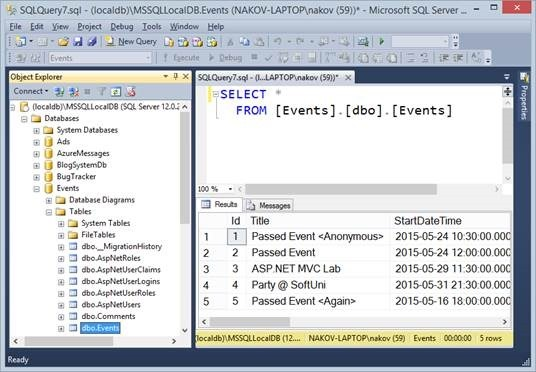 SQLQuery7.sql - (localdb)\MSSQLLocalDB.Events (NAKOV-LAPTOP\nakov (59))* - Microsoft SQL Server ...
File Edit View Query Project Debug Tools Window Help
New Query
Events
Execute Debug
Object Explorer
Connect
(localdb)\MSSQLLocalDB (SQL Server 12.0.2
Databases
System Databases
Ads
AzureMessages
BlogSystemDb
BugTracker
Events
Database Diagrams
Tables
System Tables
FileTables
dbo.__MigrationHistory
dbo.AspNetRoles
dbo.AspNetUserClaims
dbo.AspNetUserLogins
dbo.AspNetUserRoles
dbo.AspNetUsers
dbo.Comments
dbo.Events
SQLQuery7.sql - (l...LAPTOP\nakov (59))*
SELECT *
FROM [Events].[dbo].[Events]
100 %
Results Messages
Id Title StartDateTime
1 1 Passed Event <Anonymous> 2015-05-24 10:30:00.000
2 2 Passed Event 2015-05-24 12:00:00.000
3 3 ASP.NET MVC Lab 2015-05-29 11:30:00.000
4 4 Party @ SoftUni 2015-05-31 21:30:00.000
5 5 Passed Event <Again> 2015-05-16 18:00:00.000
(localdb)\MSSQLLocalDB (12.... NAKOV-LAPTOP\nakov (59) Events 00:00:00 5 rows
Properties
Ready